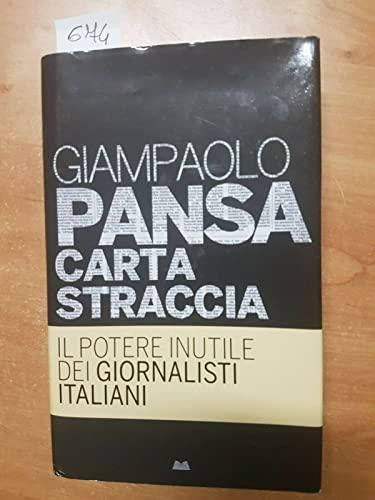 674
GIAMPAOLO
PANSA
CARTA
STRACCIA
IL POTERE INUTILE
DEI GIORNALISTI
ITALIANI